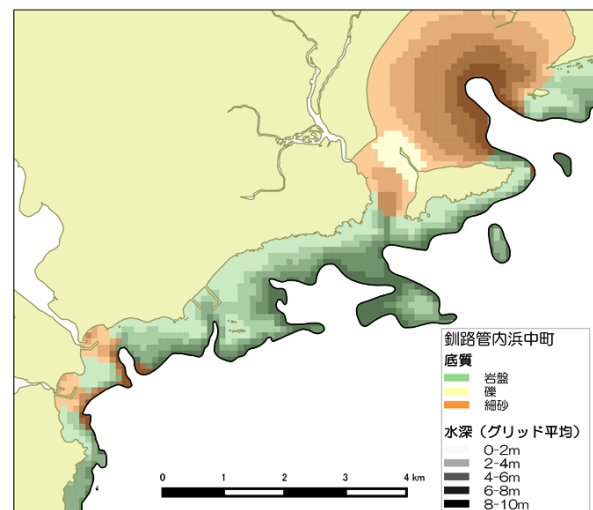 釧路管内浜中町
底質
岩盤
礫
細砂
水深（グリッド平均）
0-2m
2-4m
4-6m
6-8m
8-10m
0 1 2 3 4 km